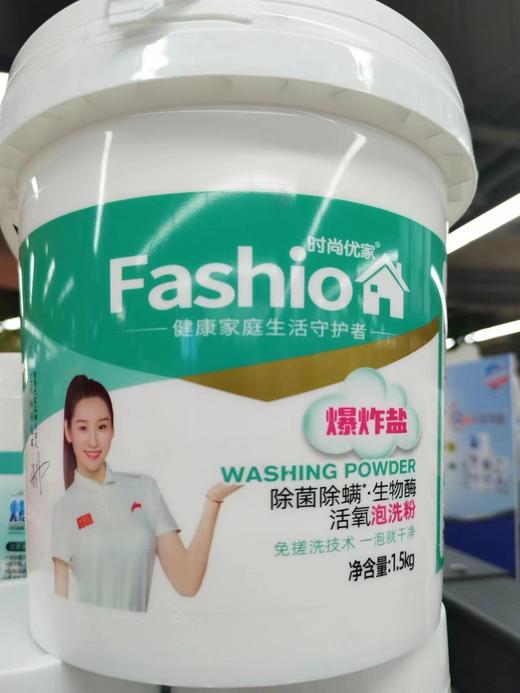 时尚优家®
Fashio
健康家庭生活守护者
爆炸盐
WASHING POWDER
除菌除螨*·生物酶
活氧泡洗粉
免搓洗技术 一泡就干净
净含量:1.5kg
爆